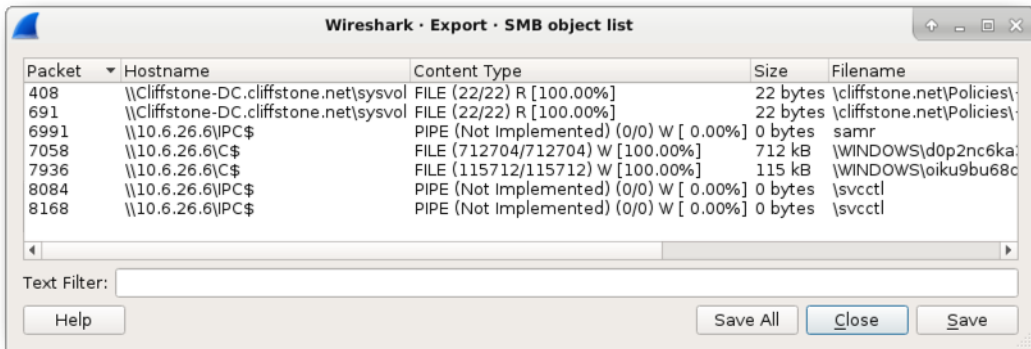 Wireshark · Export · SMB object list
Packet Hostname Content Type Size Filename
408 \\Cliffstone-DC.cliffstone.net\sysvol FILE (22/22) R [100.00%] 22 bytes \cliffstone.net\Policies\
691 \\Cliffstone-DC.cliffstone.net\sysvol FILE (22/22) R [100.00%] 22 bytes \cliffstone.net\Policies\
6991 \\10.6.26.6\IPC$ PIPE (Not Implemented) (0/0) W [ 0.00%] 0 bytes samr
7058 \\10.6.26.6\C$ FILE (712704/712704) W [100.00%] 712 kB \WINDOWS\d0p2nc6ka
7936 \\10.6.26.6\C$ FILE (115712/115712) W [100.00%] 115 kB \WINDOWS\oiku9bu68c
8084 \\10.6.26.6\IPC$ PIPE (Not Implemented) (0/0) W [ 0.00%] 0 bytes \svcctl
8168 \\10.6.26.6\IPC$ PIPE (Not Implemented) (0/0) W [ 0.00%] 0 bytes \svcctl
Text Filter:
Help Save All Close Save